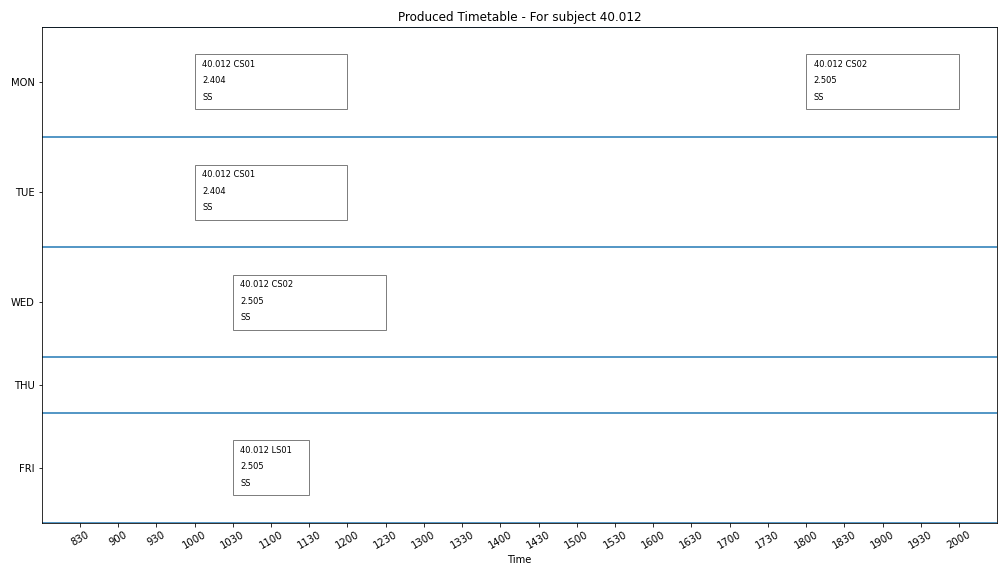 Produced Timetable - For subject 40.012
MON
40.012 CS01
2.404
SS
40.012 CS02
2.505
SS
TUE
40.012 CS01
2.404
SS
WED
40.012 CS02
2.505
SS
THU
FRI
40.012 LS01
2.505
SS
830 900 930 1000 1030 1100 1130 1200 1230 1300 1330 1400 1430 1500 1530 1600 1630 1700 1730 1800 1830 1900 1930 2000
Time